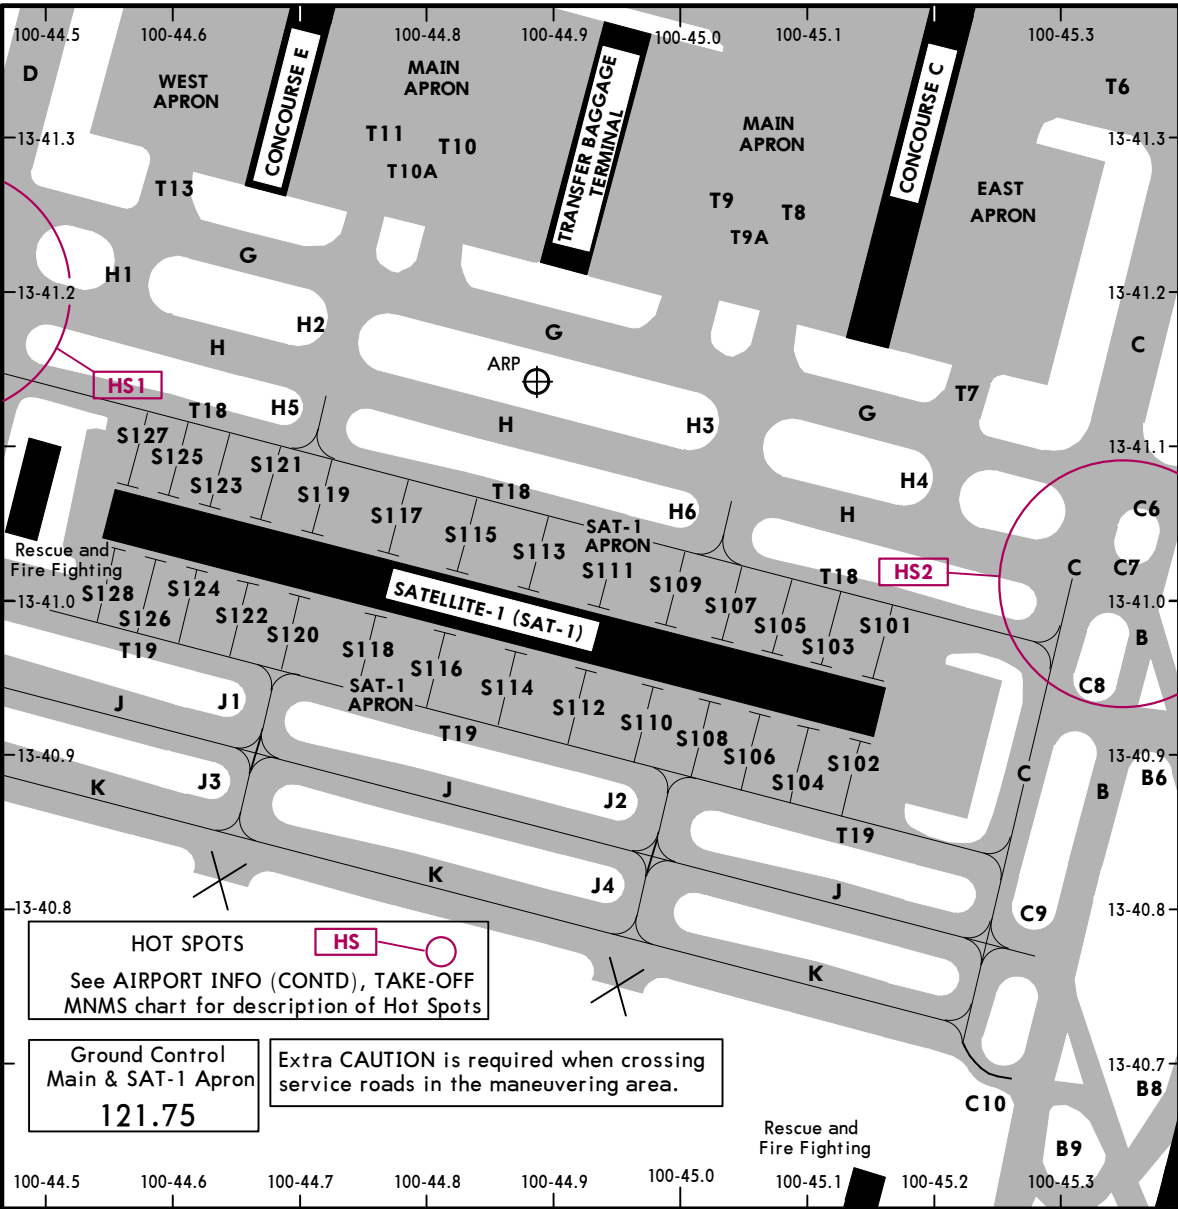 100-44.5
100-44.6
100-44.8
100-44.9
100-45.0
100-45.1
100-45.3
D
WEST
APRON
CONCOURSE E
MAIN
APRON
TRANSFER BAGGAGE
TERMINAL
CONCOURSE C
T6
13-41.3
T11
T10
T10A
MAIN
APRON
13-41.3
T13
T9
T8
T9A
EAST
APRON
G
H1
13-41.2
13-41.2
H2
G
C
H
ARP
HS1
T7
T18
H5
H
H3
G
S127
S125
S123
S121
S119
13-41.1
T18
H4
S117
S115
S113
S111
SAT-1
APRON
H6
H
C6
Rescue and
Fire Fighting
S109
S107
S105
S103
S101
T18
HS2
C
C7
S128
S126
S124
S122
S120
SATELLITE-1 (SAT-1)
13-41.0
13-41.0
B
T19
S118
S116
S114
S112
S110
S108
S106
S104
S102
C8
SAT-1
APRON
J
J1
T19
13-40.9
13-40.9
J3
K
J
J2
C
B
B6
T19
K
J4
J
13-40.8
C9
13-40.8
HOT SPOTS
HS
See AIRPORT INFO (CONTD), TAKE-OFF
MNMS chart for description of Hot Spots
K
Ground Control
Main & SAT-1 Apron
121.75
Extra CAUTION is required when crossing
service roads in the maneuvering area.
13-40.7
B8
C10
Rescue and
Fire Fighting
B9
100-44.5
100-44.6
100-44.7
100-44.8
100-44.9
100-45.0
100-45.1
100-45.2
100-45.3